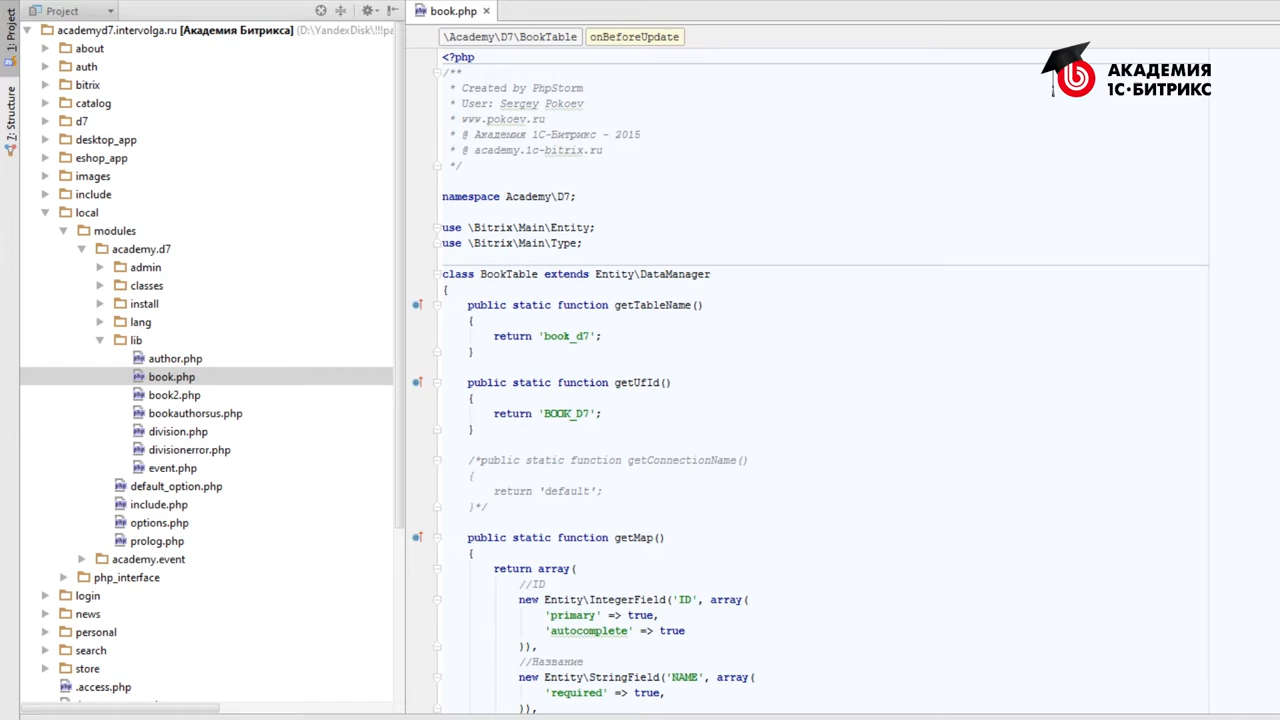 1: Project
7: Structure
Project
academyd7.intervolga.ru [Академия Битрикса] (D:\YandexDisk\!!!ра
about
auth
bitrix
catalog
d7
desktop_app
eshop_app
images
include
local
modules
academy.d7
admin
classes
install
lang
lib
author.php
book.php
book2.php
bookauthorsus.php
division.php
divisionerror.php
event.php
default_option.php
include.php
options.php
prolog.php
academy.event
php_interface
login
news
personal
search
store
.access.php
book.php
\Academy\D7\BookTable onBeforeUpdate
АКАДЕМИЯ
1С·БИТРИКС
<?php
/**
* Created by PhpStorm
* User: Sergey Pokoev
* www.pokoev.ru
* @ Академия 1С-Битрикс - 2015
* @ academy.1c-bitrix.ru
*/
namespace Academy\D7;
use \Bitrix\Main\Entity;
use \Bitrix\Main\Type;
class BookTable extends Entity\DataManager
{
public static function getTableName()
{
return 'book_d7';
}
public static function getUfId()
{
return 'BOOK_D7';
}
/*public static function getConnectionName()
{
return 'default';
}*/
public static function getMap()
{
return array(
//ID
new Entity\IntegerField('ID', array(
'primary' => true,
'autocomplete' => true
)),
//Название
new Entity\StringField('NAME', array(
'required' => true,
)),